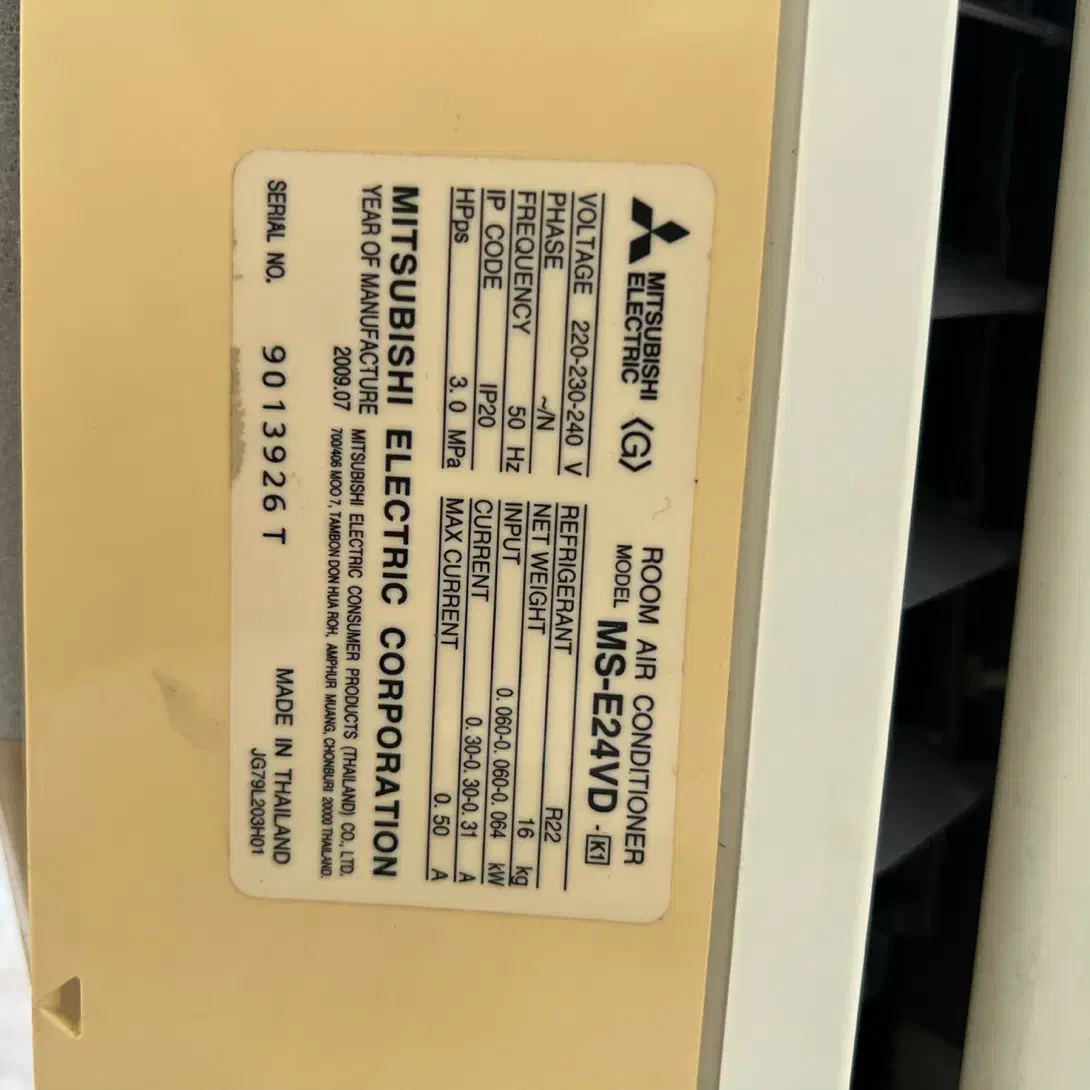 MITSUBISHI
ELECTRIC
〈G〉
ROOM AIR CONDITIONER
MODEL MS-E24VD - K1
VOLTAGE 220-230-240 V
PHASE ~/N
FREQUENCY 50 Hz
IP CODE IP20
HPps 3.0 MPa
REFRIGERANT R22
NET WEIGHT 16 kg
INPUT 0.060-0.060-0.064 kW
CURRENT 0.30-0.30-0.31 A
MAX CURRENT 0.50 A
MITSUBISHI ELECTRIC CORPORATION
YEAR OF MANUFACTURE
2009.07
MITSUBISHI ELECTRIC CONSUMER PRODUCTS (THAILAND) CO., LTD.
700/406 MOO 7, TAMBON DON HUA ROH, AMPHUR MUANG, CHONBURI 20000 THAILAND.
SERIAL NO. 9013926T
MADE IN THAILAND
JG79L203H01